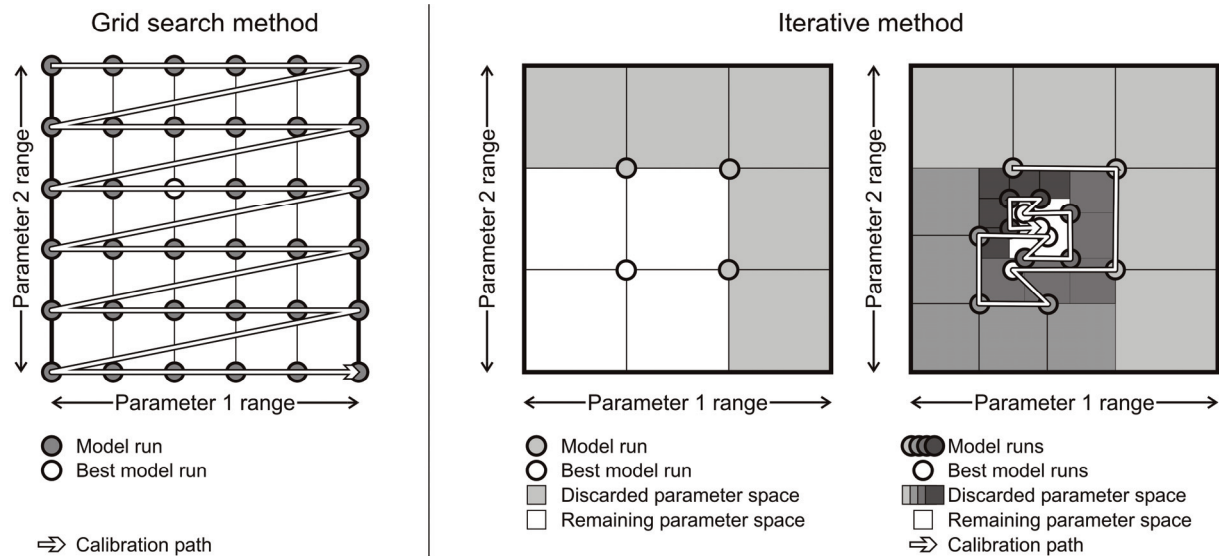 Grid search method
Parameter 2 range
Parameter 1 range
Model run
Best model run
Calibration path
Iterative method
Parameter 2 range
Parameter 1 range
Model run
Best model run
Discarded parameter space
Remaining parameter space
Parameter 2 range
Parameter 1 range
Model runs
Best model runs
Discarded parameter space
Remaining parameter space
Calibration path